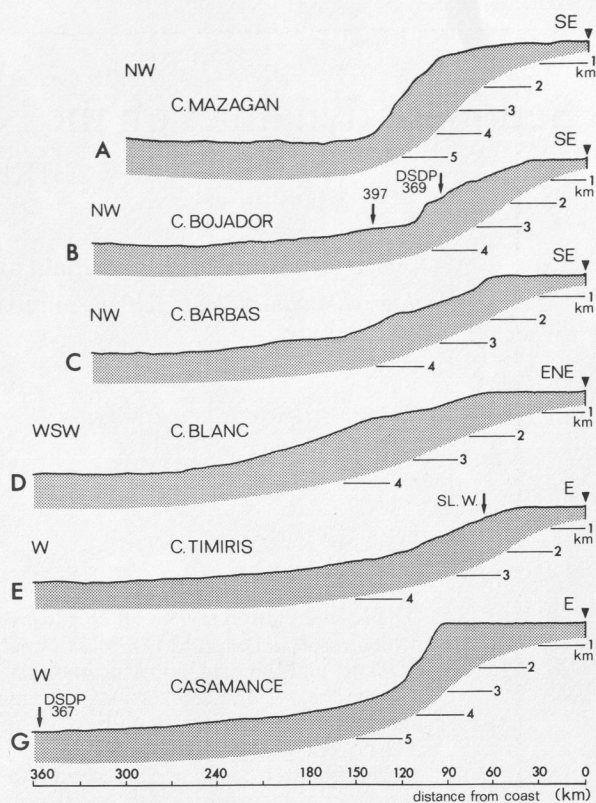 SE
NW
1
km
C. MAZAGAN
2
3
4
A
5
SE
DSDP
369
397
1
km
NW
C. BOJADOR
2
3
B
4
SE
NW
C. BARBAS
1
km
2
3
C
4
ENE
1
km
WSW
C. BLANC
2
3
D
4
E
SL. W.
1
km
W
C. TIMIRIS
2
3
E
4
E
1
km
W
DSDP
367
CASAMANCE
2
3
4
G
5
360 300 240 180 150 120 90 60 30 0
distance from coast (km)